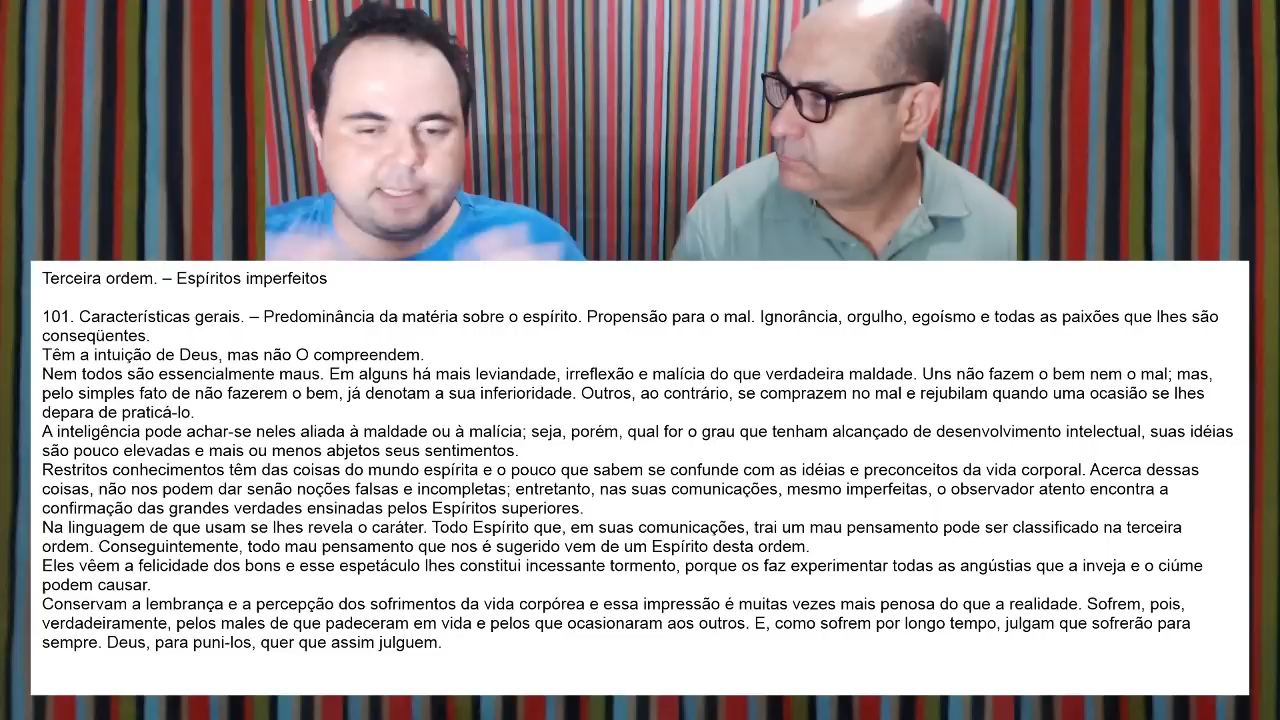 Terceira ordem. – Espíritos imperfeitos
101. Características gerais. – Predominância da matéria sobre o espírito. Propensão para o mal. Ignorância, orgulho, egoísmo e todas as paixões que lhes são
conseqüentes.
Têm a intuição de Deus, mas não O compreendem.
Nem todos são essencialmente maus. Em alguns há mais leviandade, irreflexão e malícia do que verdadeira maldade. Uns não fazem o bem nem o mal; mas,
pelo simples fato de não fazerem o bem, já denotam a sua inferioridade. Outros, ao contrário, se comprazem no mal e rejubilam quando uma ocasião se lhes
depara de praticá-lo.
A inteligência pode achar-se neles aliada à maldade ou à malícia; seja, porém, qual for o grau que tenham alcançado de desenvolvimento intelectual, suas idéias
são pouco elevadas e mais ou menos abjetos seus sentimentos.
Restritos conhecimentos têm das coisas do mundo espírita e o pouco que sabem se confunde com as idéias e preconceitos da vida corporal. Acerca dessas
coisas, não nos podem dar senão noções falsas e incompletas; entretanto, nas suas comunicações, mesmo imperfeitas, o observador atento encontra a
confirmação das grandes verdades ensinadas pelos Espíritos superiores.
Na linguagem de que usam se lhes revela o caráter. Todo Espírito que, em suas comunicações, trai um mau pensamento pode ser classificado na terceira
ordem. Conseguintemente, todo mau pensamento que nos é sugerido vem de um Espírito desta ordem.
Eles vêem a felicidade dos bons e esse espetáculo lhes constitui incessante tormento, porque os faz experimentar todas as angústias que a inveja e o ciúme
podem causar.
Conservam a lembrança e a percepção dos sofrimentos da vida corpórea e essa impressão é muitas vezes mais penosa do que a realidade. Sofrem, pois,
verdadeiramente, pelos males de que padeceram em vida e pelos que ocasionaram aos outros. E, como sofrem por longo tempo, julgam que sofrerão para
sempre. Deus, para puni-los, quer que assim julguem.